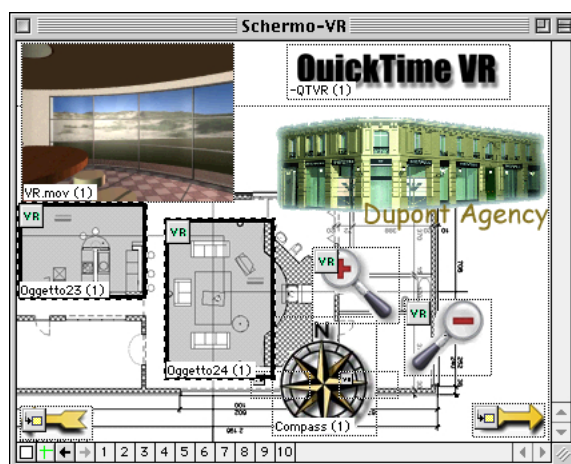 Schermo-VR
QuickTime VR
-QTVR (1)
VR.mov (1)
Dupont Agency
VR
VR
VR
VR
Oggetto23 (1)
Oggetto24 (1)
N
Compass (1)
1 2 3 4 5 6 7 8 9 10